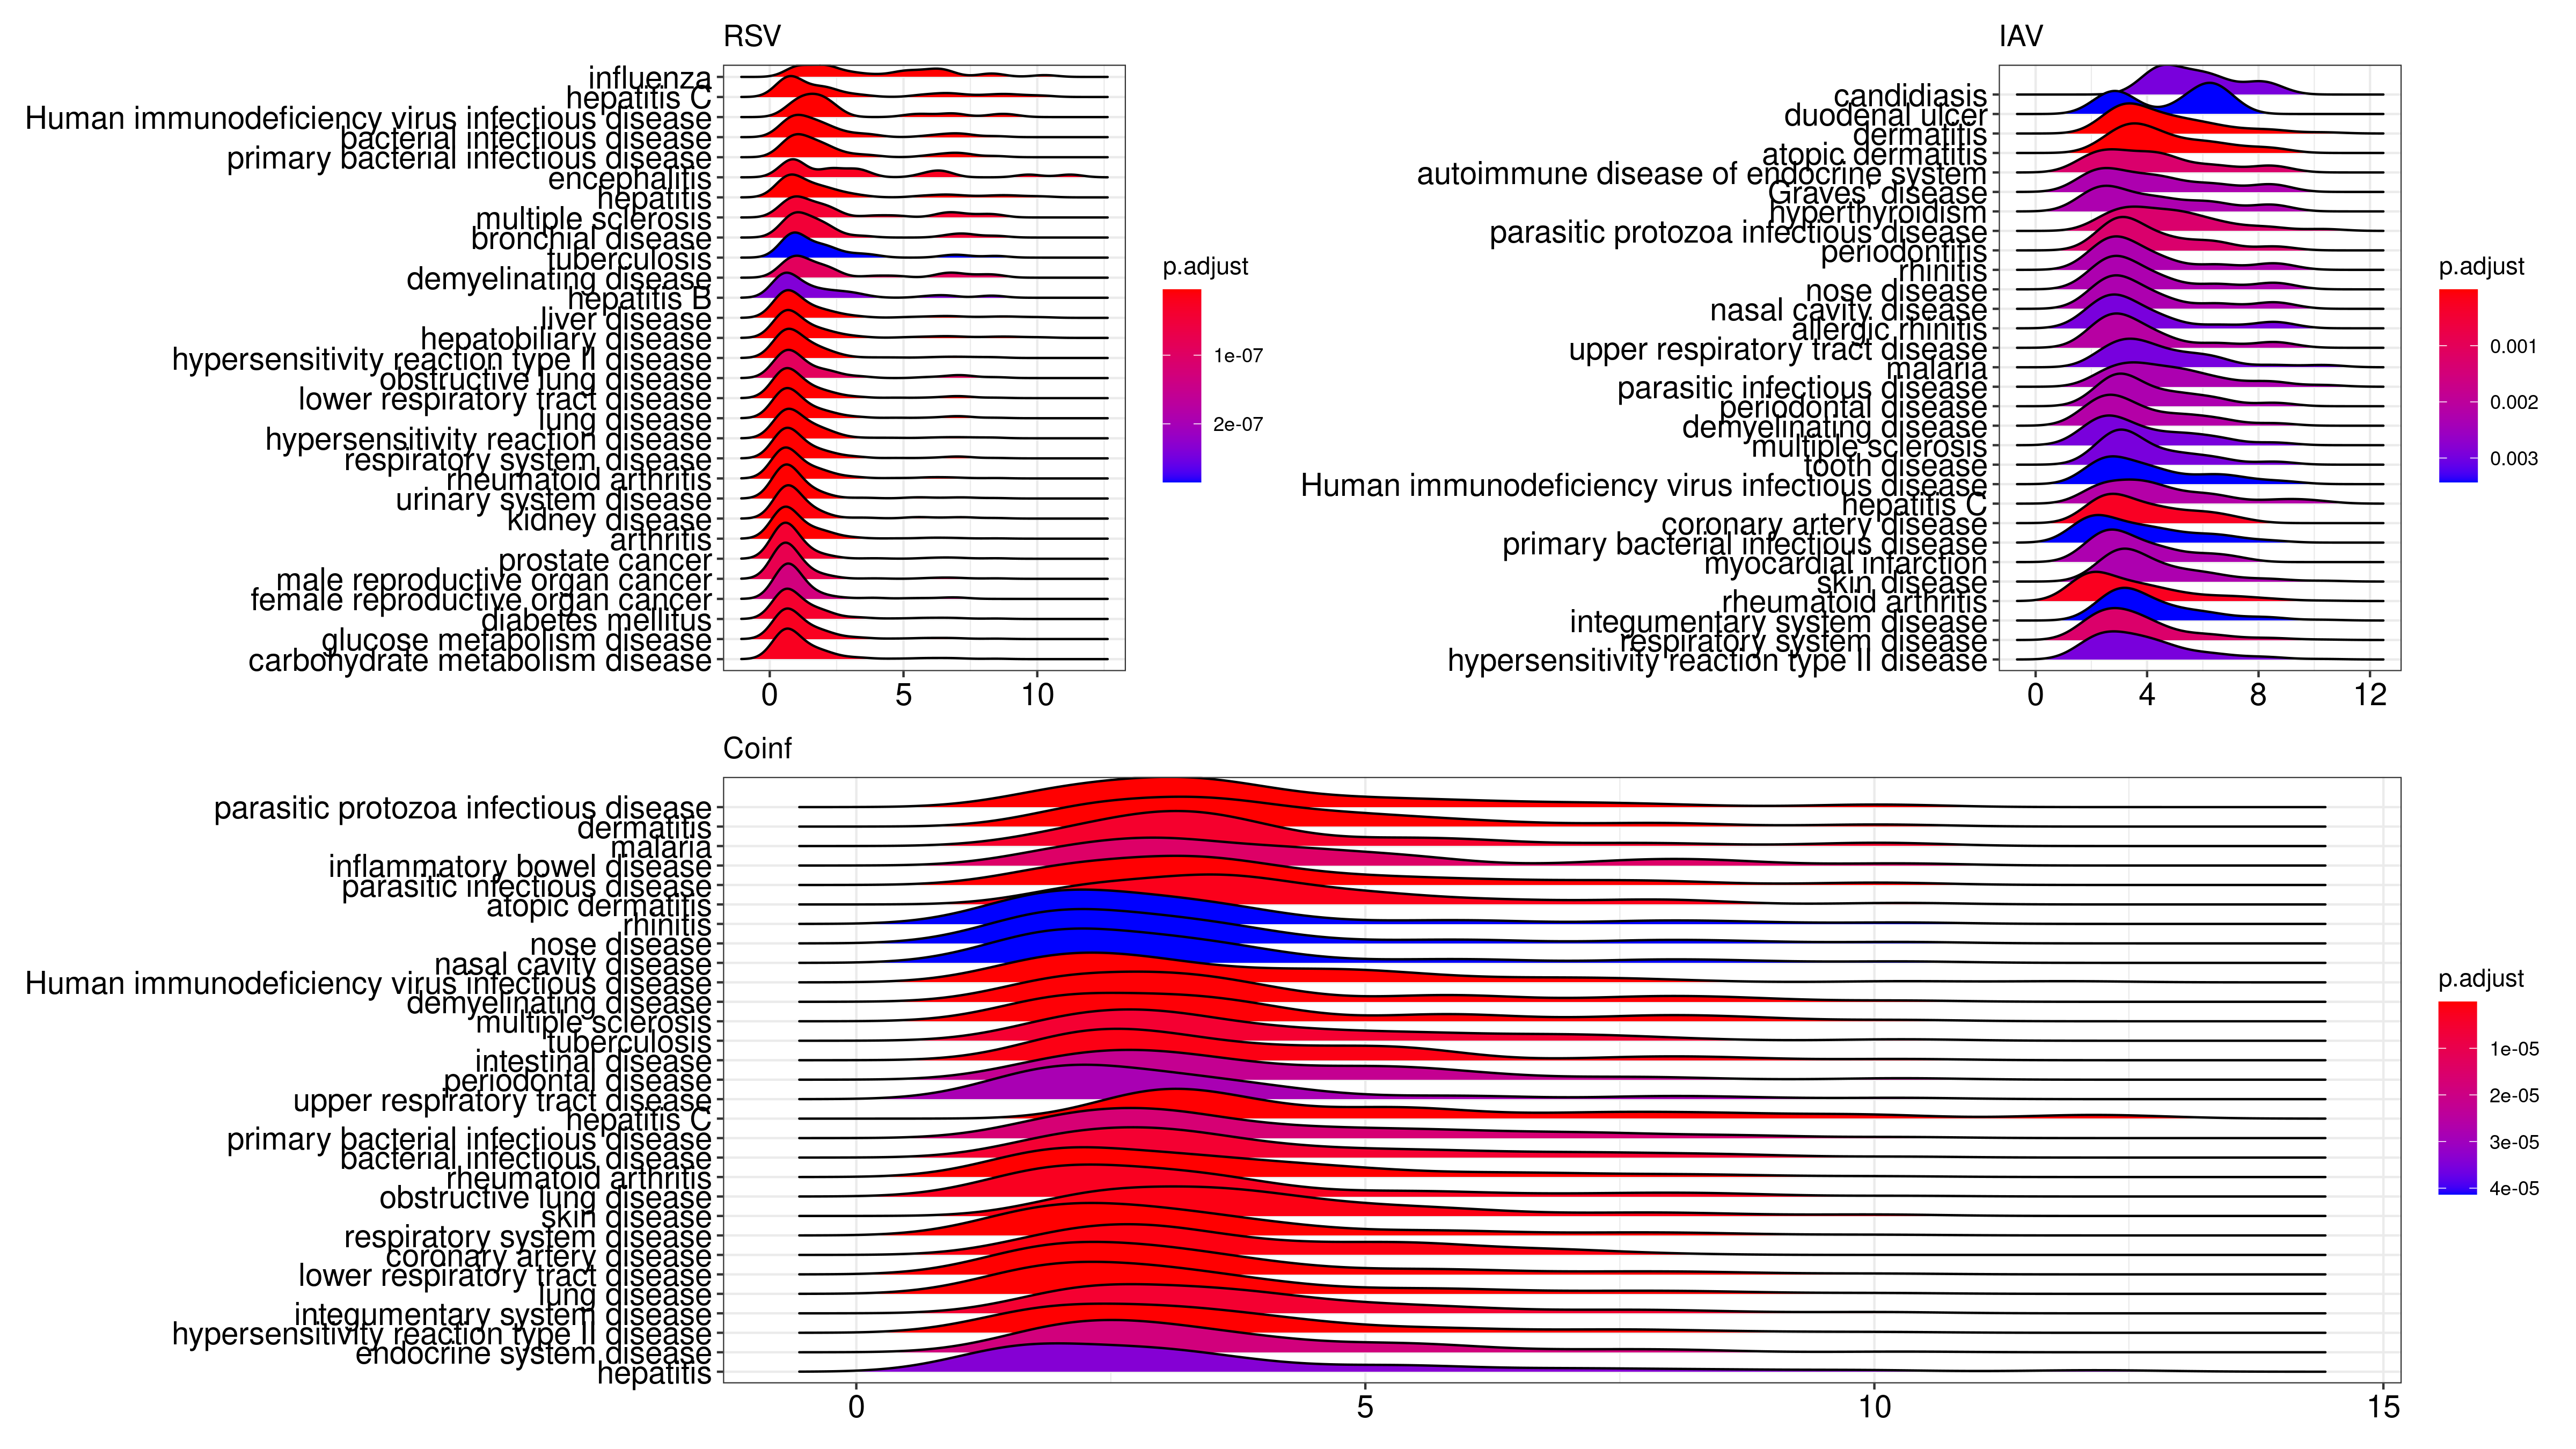 RSV
influenza
hepatitis C
Human immunodeficiency virus infectious disease
bacterial infectious disease
primary bacterial infectious disease
encephalitis
hepatitis
multiple sclerosis
bronchial disease
tuberculosis
demyelinating disease
hepatitis B
liver disease
hepatobiliary disease
hypersensitivity reaction type II disease
obstructive lung disease
lower respiratory tract disease
lung disease
hypersensitivity reaction disease
respiratory system disease
rheumatoid arthritis
urinary system disease
kidney disease
arthritis
prostate cancer
male reproductive organ cancer
female reproductive organ cancer
diabetes mellitus
glucose metabolism disease
carbohydrate metabolism disease
0 5 10
p.adjust
1e-07
2e-07
IAV
candidiasis
duodenal ulcer
dermatitis
atopic dermatitis
autoimmune disease of endocrine system
Graves' disease
hyperthyroidism
parasitic protozoa infectious disease
periodontitis
rhinitis
nose disease
nasal cavity disease
allergic rhinitis
upper respiratory tract disease
malaria
parasitic infectious disease
periodontal disease
demyelinating disease
multiple sclerosis
tooth disease
Human immunodeficiency virus infectious disease
hepatitis C
coronary artery disease
primary bacterial infectious disease
myocardial infarction
skin disease
rheumatoid arthritis
integumentary system disease
respiratory system disease
hypersensitivity reaction type II disease
0 4 8 12
p.adjust
0.001
0.002
0.003
Coinf
parasitic protozoa infectious disease
dermatitis
malaria
inflammatory bowel disease
parasitic infectious disease
atopic dermatitis
rhinitis
nose disease
nasal cavity disease
Human immunodeficiency virus infectious disease
demyelinating disease
multiple sclerosis
tuberculosis
intestinal disease
periodontal disease
upper respiratory tract disease
hepatitis C
primary bacterial infectious disease
bacterial infectious disease
rheumatoid arthritis
obstructive lung disease
skin disease
respiratory system disease
coronary artery disease
lower respiratory tract disease
lung disease
integumentary system disease
hypersensitivity reaction type II disease
endocrine system disease
hepatitis
0 5 10 15
p.adjust
1e-05
2e-05
3e-05
4e-05